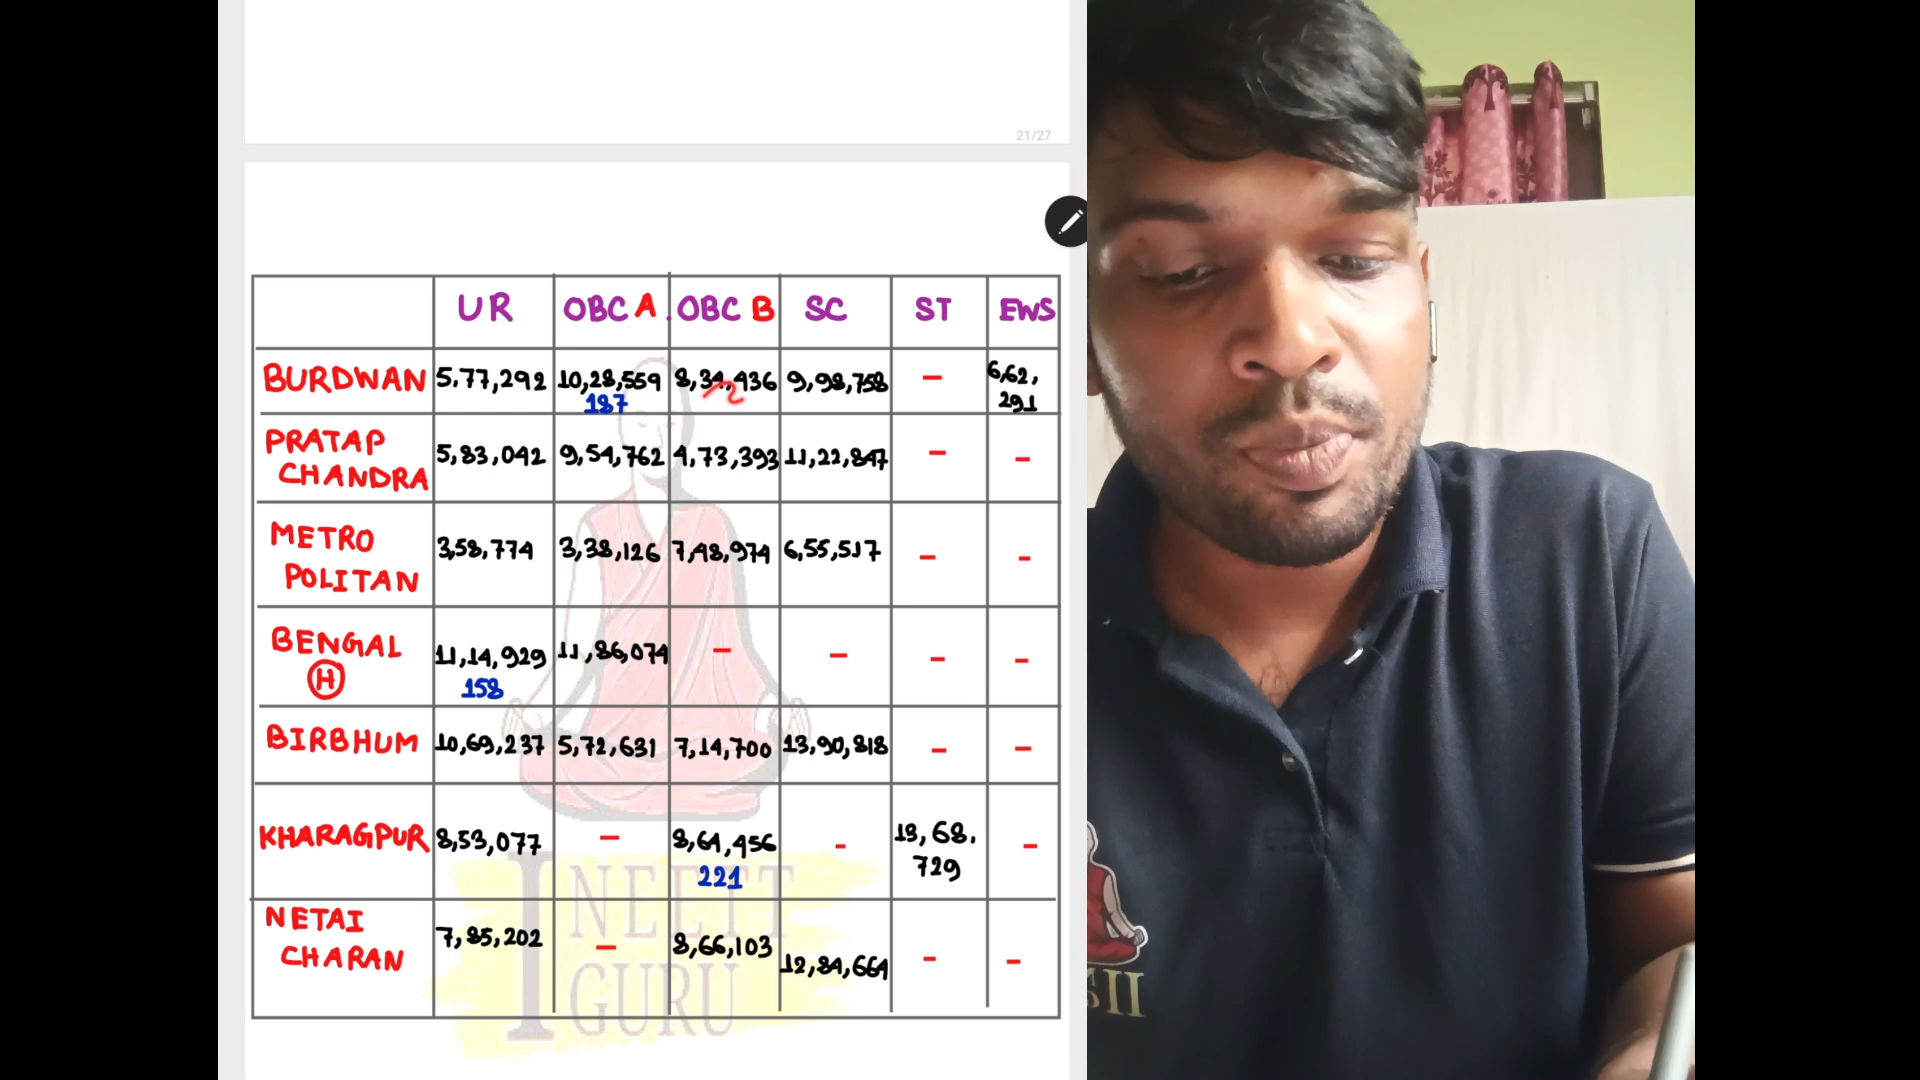 21/27
UR OBC A OBC B SC ST EWS
BURDWAN 5,77,292 10,28,559 8,34,436 9,98,758 - 6,62,
187 291
PRATAP
CHANDRA 5,83,042 9,54,762 4,73,393 11,22,847 - -
METRO
POLITAN 3,58,774 3,38,126 7,48,974 6,55,517 - -
BENGAL 11,14,929 11,86,074 - - - -
H 158
BIRBHUM 10,69,237 5,72,631 7,14,700 13,90,818 - -
KHARAGPUR 8,53,077 - 8,64,456 - 13,68. -
221 729
NETAI
CHARAN 7,85,202 - 8,66,103 12,84,664 - -
I NEETT
GURU